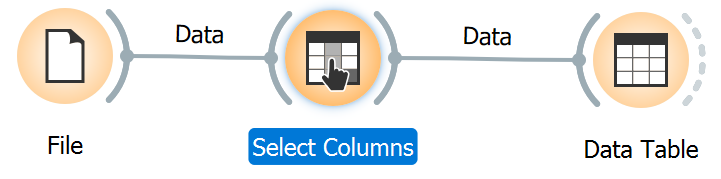 Data
Data
File
Select Columns
Data Table